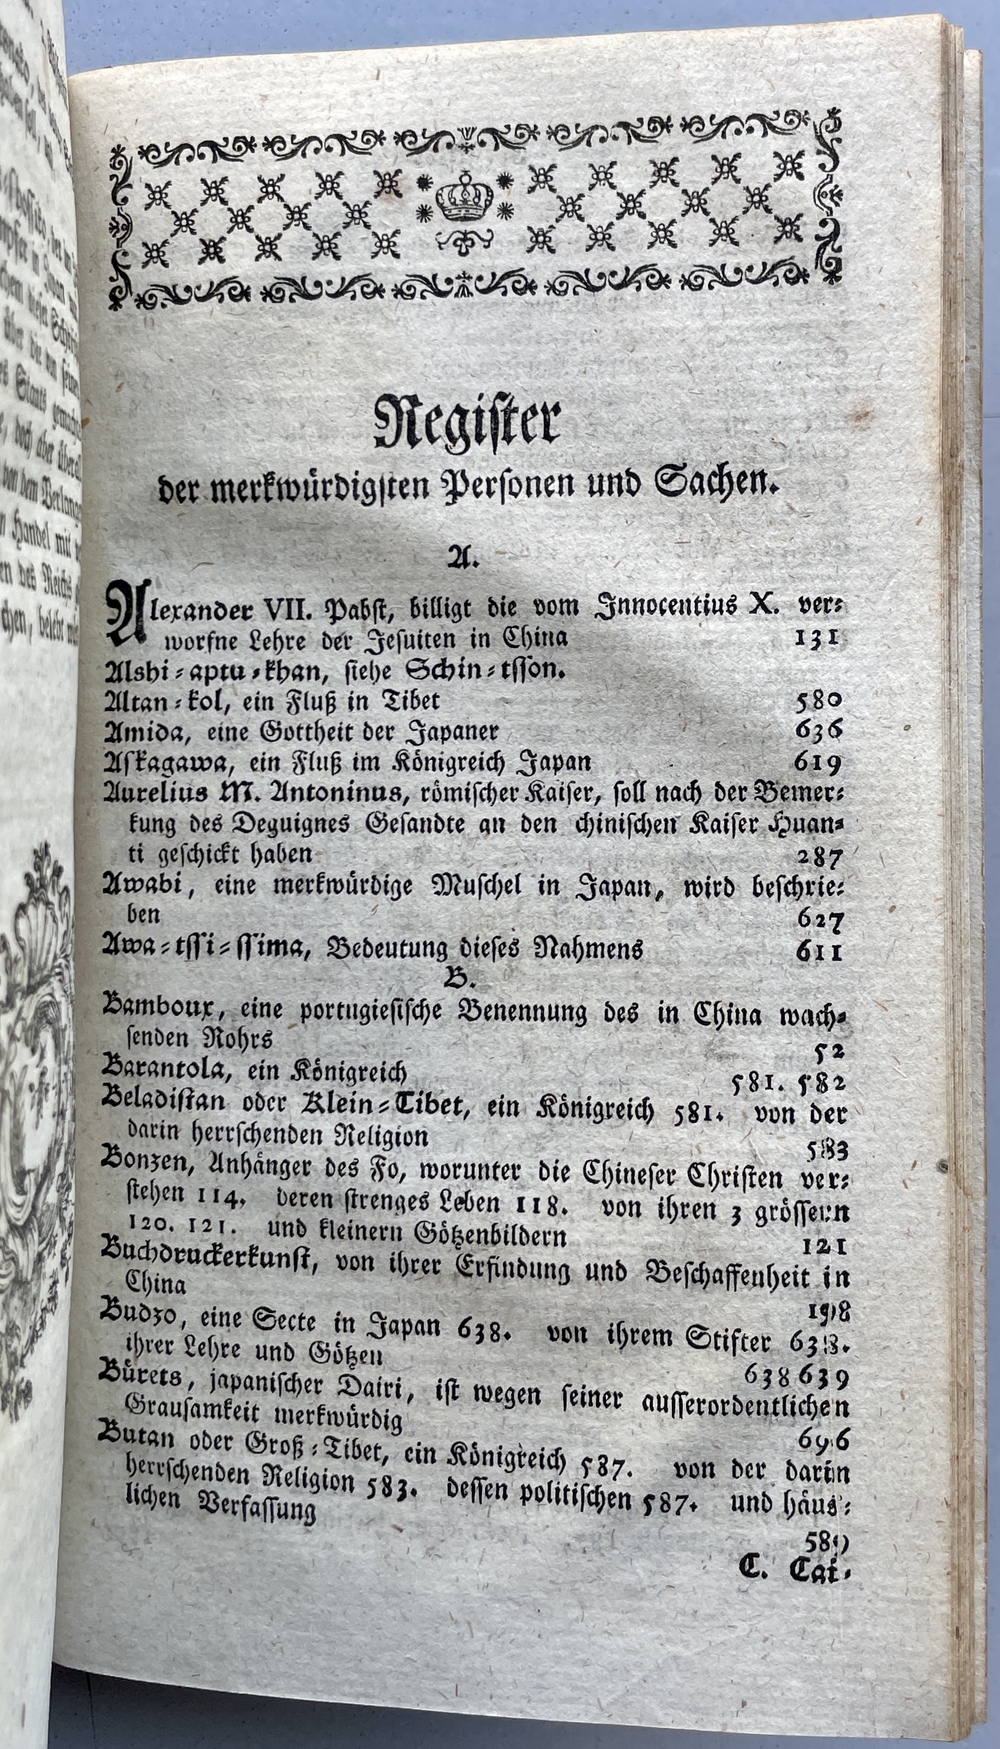 Register
der merkwürdigsten Personen und Sachen.
A.
Alexander VII. Pabst, billigt die vom Innocentius X. ver⸗
worfne Lehre der Jesuiten in China 131
Alshi⸗aptu⸗khan, siehe Schin⸗tsson.
Altan⸗kol, ein Fluß in Tibet 580
Amida, eine Gottheit der Japaner 636
Askagawa, ein Fluß im Königreich Japan 619
Aurelius M. Antoninus, römischer Kaiser, soll nach der Bemer⸗
kung des Deguignes Gesandte an den chinischen Kaiser Huan⸗
ti geschickt haben 287
Awabi, eine merkwürdige Muschel in Japan, wird beschrie⸗
ben 627
Awa⸗tssi⸗ssima, Bedeutung dieses Nahmens 611
B.
Bamboux, eine portugiesische Benennung des in China wach⸗
senden Rohrs 52
Barantola, ein Königreich 581. 582
Beladistan oder Klein⸗Tibet, ein Königreich 581. von der
darin herrschenden Religion 583
Bonzen, Anhänger des Fo, worunter die Chineser Christen ver⸗
stehen 114. deren strenges Leben 118. von ihren 3 grössern
120. 121. und kleinern Götzenbildern 121
Buchdruckerkunst, von ihrer Erfindung und Beschaffenheit in
China 198
Budzo, eine Secte in Japan 638. von ihrem Stifter 638.
ihrer Lehre und Götzen 638 639
Bürets, japanischer Dairi, ist wegen seiner ausserordentlichen
Grausamkeit merkwürdig 696
Butan oder Groß⸗Tibet, ein Königreich 587. von der darin
herrschenden Religion 583. dessen politischen 587. und häus⸗
lichen Verfassung
C. Cai⸗